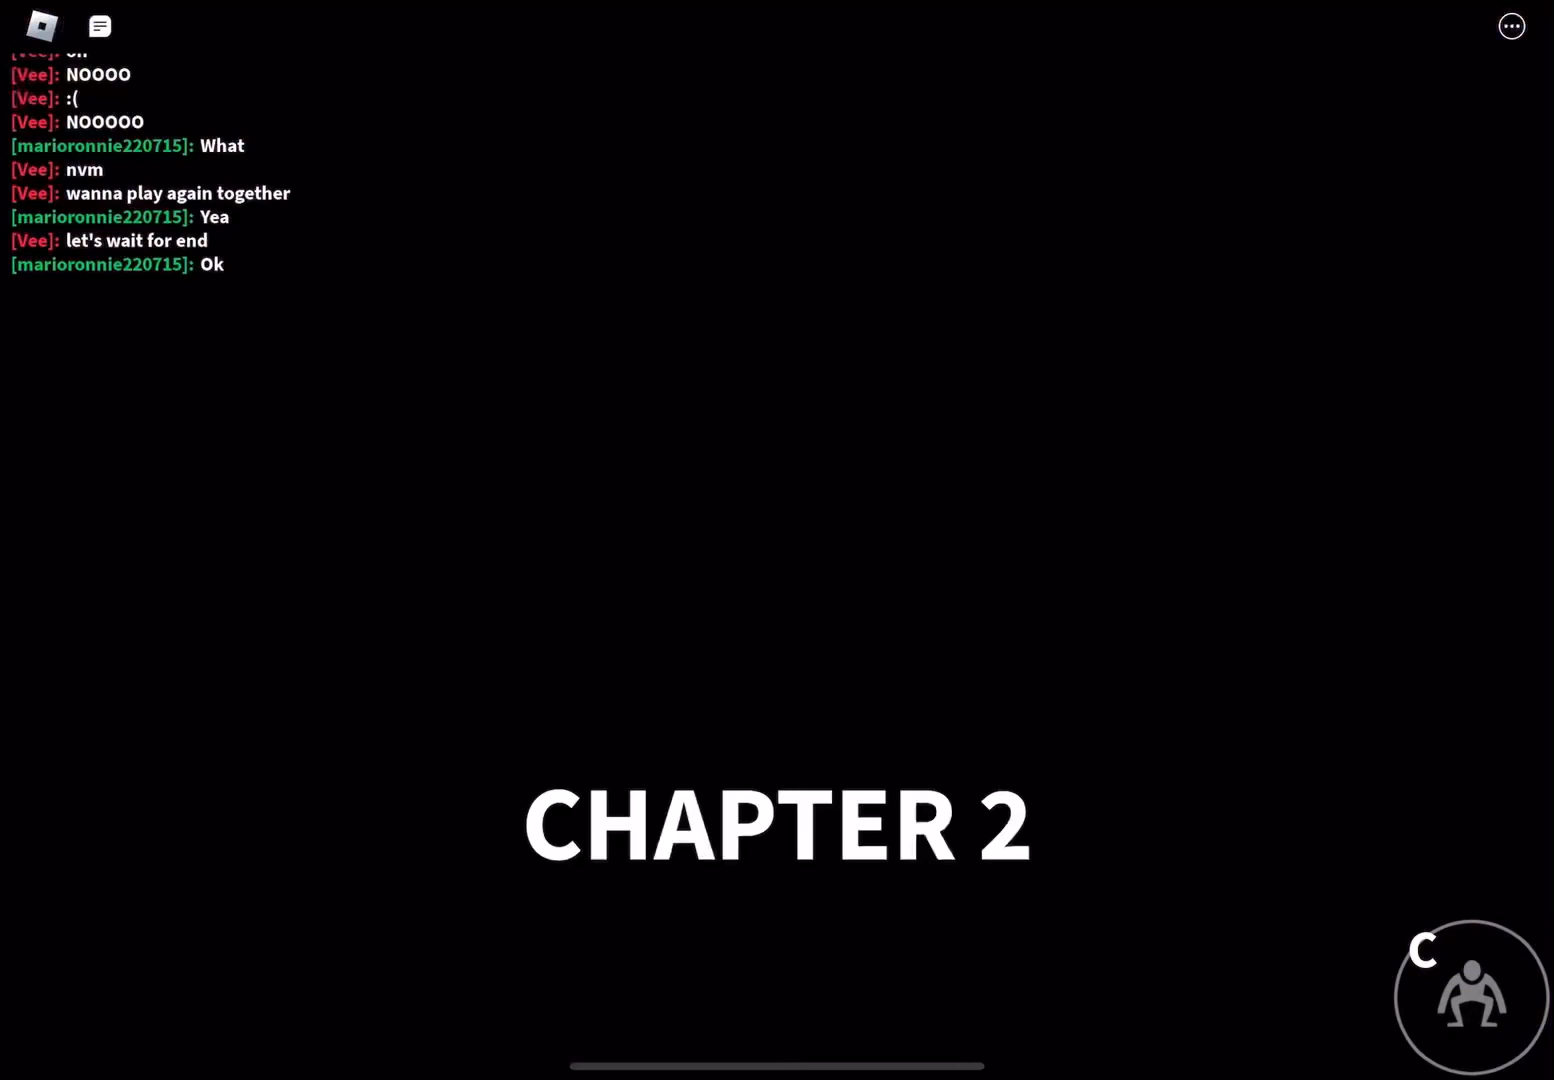 [Vee]: NOOOO
[Vee]: :(
[Vee]: NOOOOO
[marioronnie220715]: What
[Vee]: nvm
[Vee]: wanna play again together
[marioronnie220715]: Yea
[Vee]: let's wait for end
[marioronnie220715]: Ok
CHAPTER 2
C